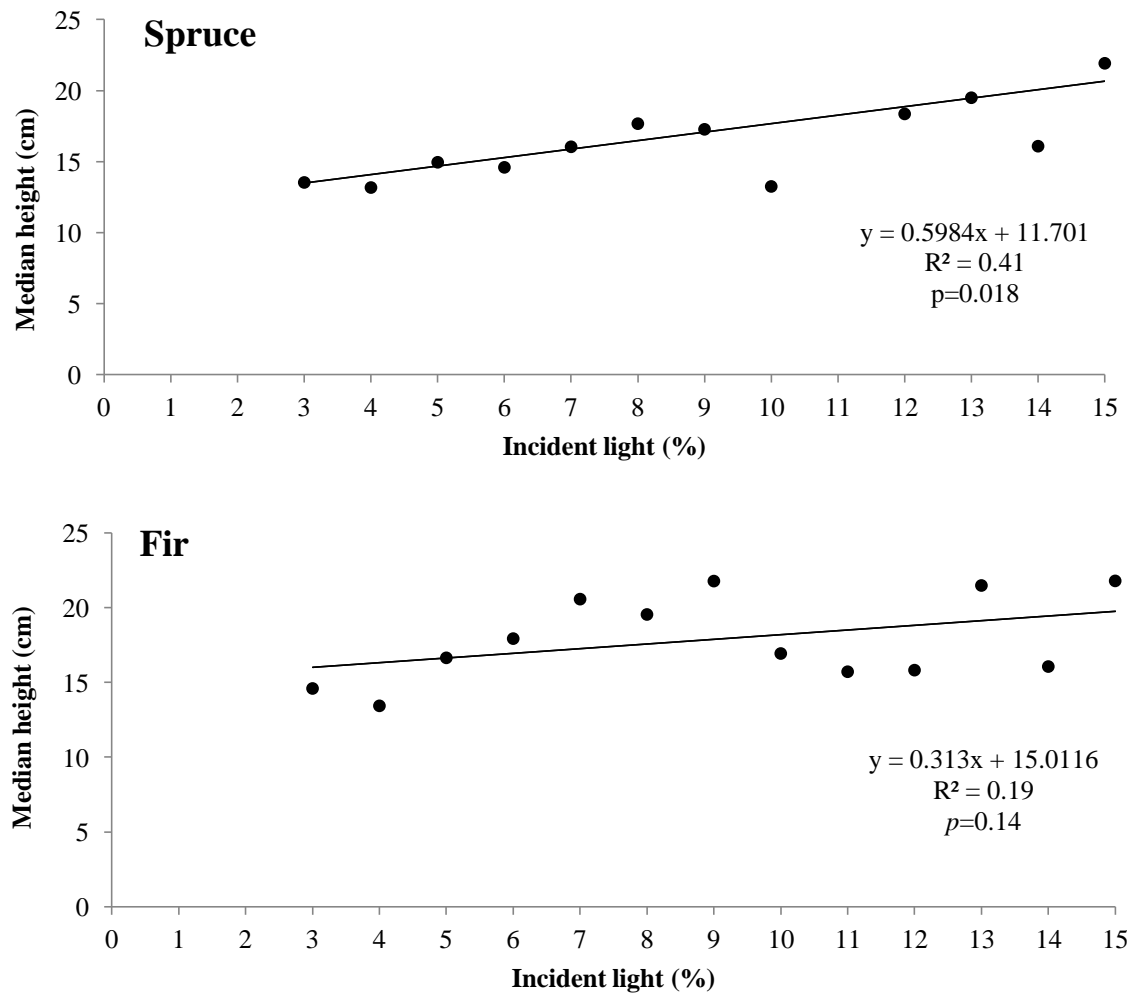 Spruce
Median height (cm)
25
20
15
10
5
0
0 1 2 3 4 5 6 7 8 9 10 11 12 13 14 15
y = 0.5984x + 11.701
R² = 0.41
p=0.018
Incident light (%)
Fir
Median height (cm)
25
20
15
10
5
0
0 1 2 3 4 5 6 7 8 9 10 11 12 13 14 15
y = 0.313x + 15.0116
R² = 0.19
p=0.14
Incident light (%)